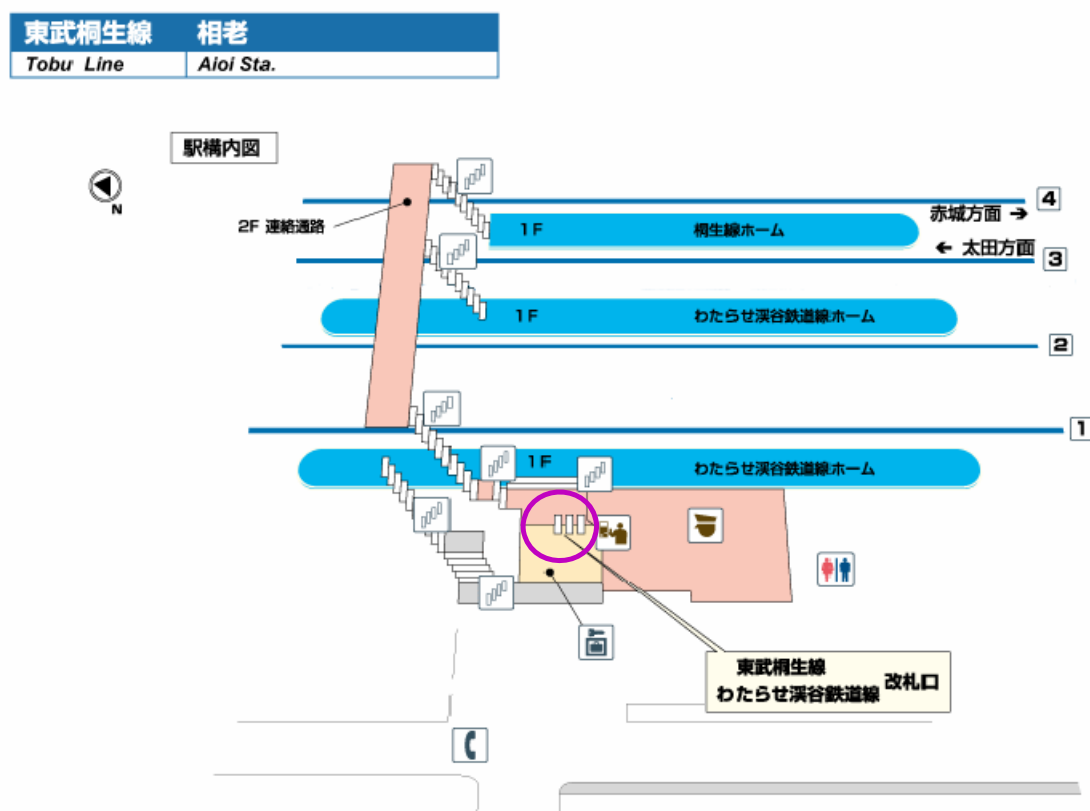 東武桐生線 相老
Tobu Line Aioi Sta.
駅構内図
N
4
赤城方面 →
2F 連絡通路
1F 桐生線ホーム
← 太田方面
3
1F わたらせ渓谷鉄道線ホーム
2
1
1F わたらせ渓谷鉄道線ホーム
東武桐生線
わたらせ渓谷鉄道線 改札口